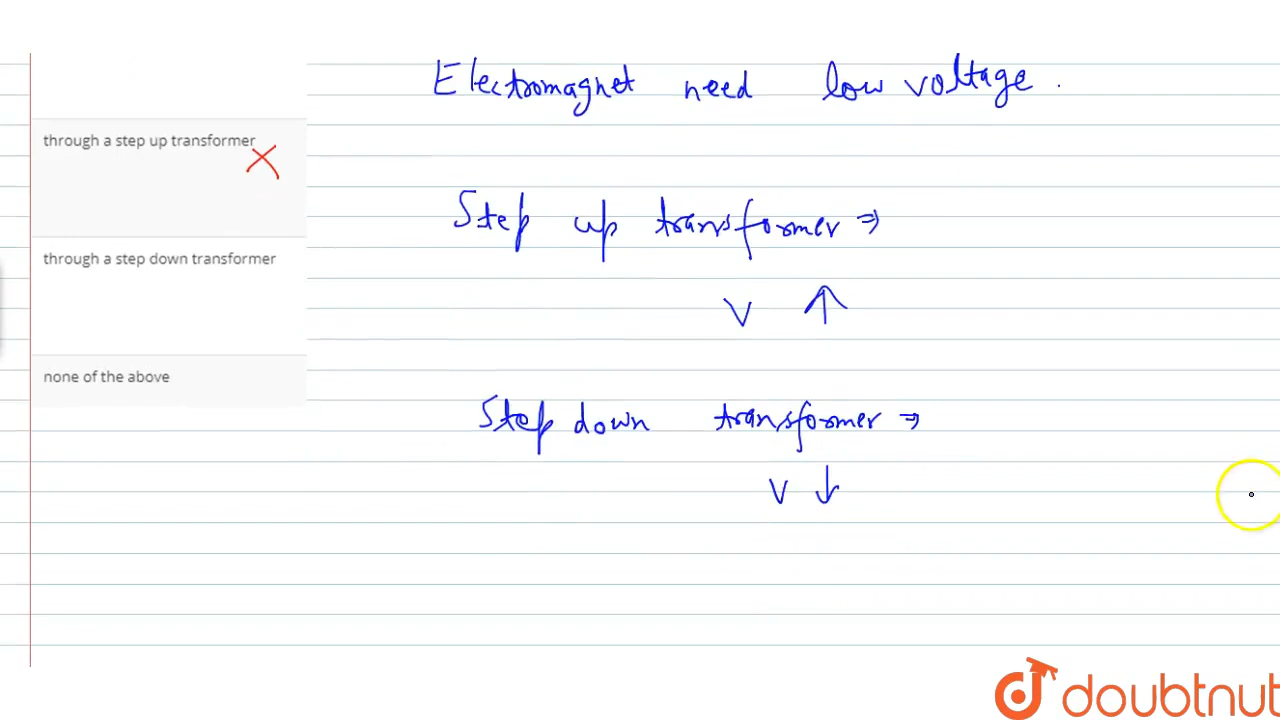 Electromagnet need low voltage.
through a step up transformer
Step up transformer ⇒
V ↑
through a step down transformer
none of the above
Step down transformer ⇒
V ↓
doubtnut